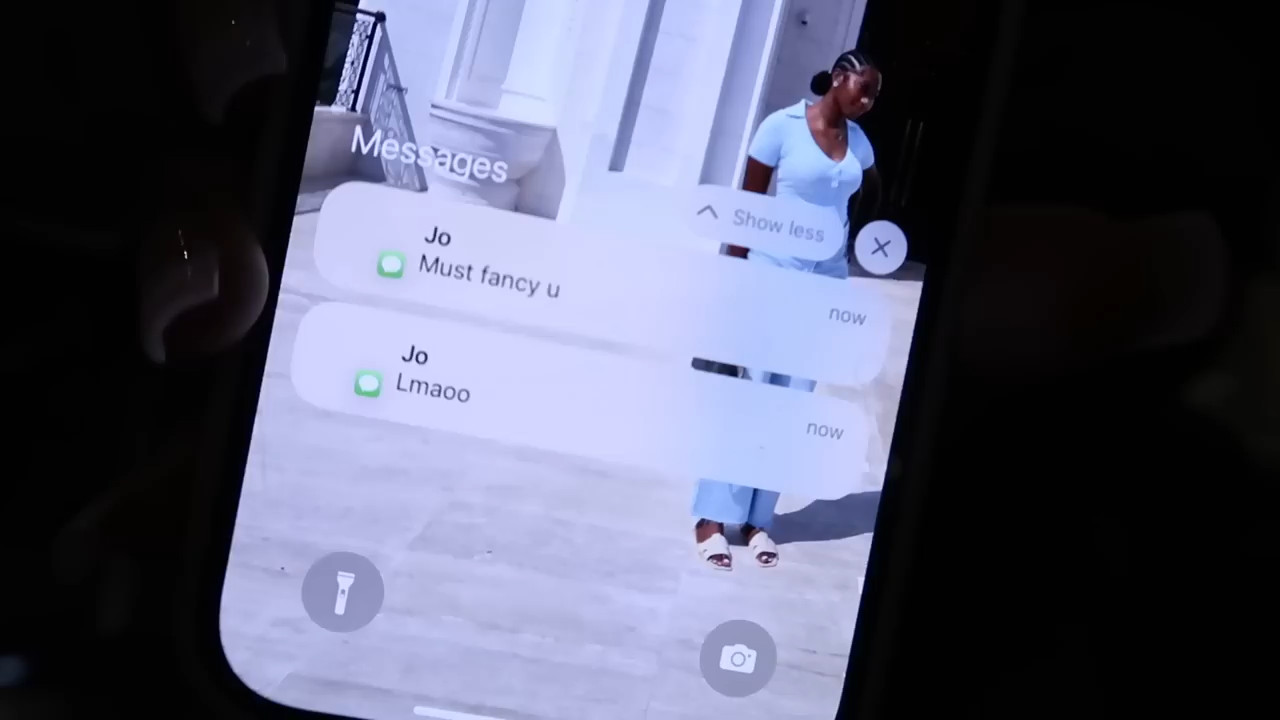 Messages
Show less
Jo
Must fancy u
now
Jo
Lmaoo
now